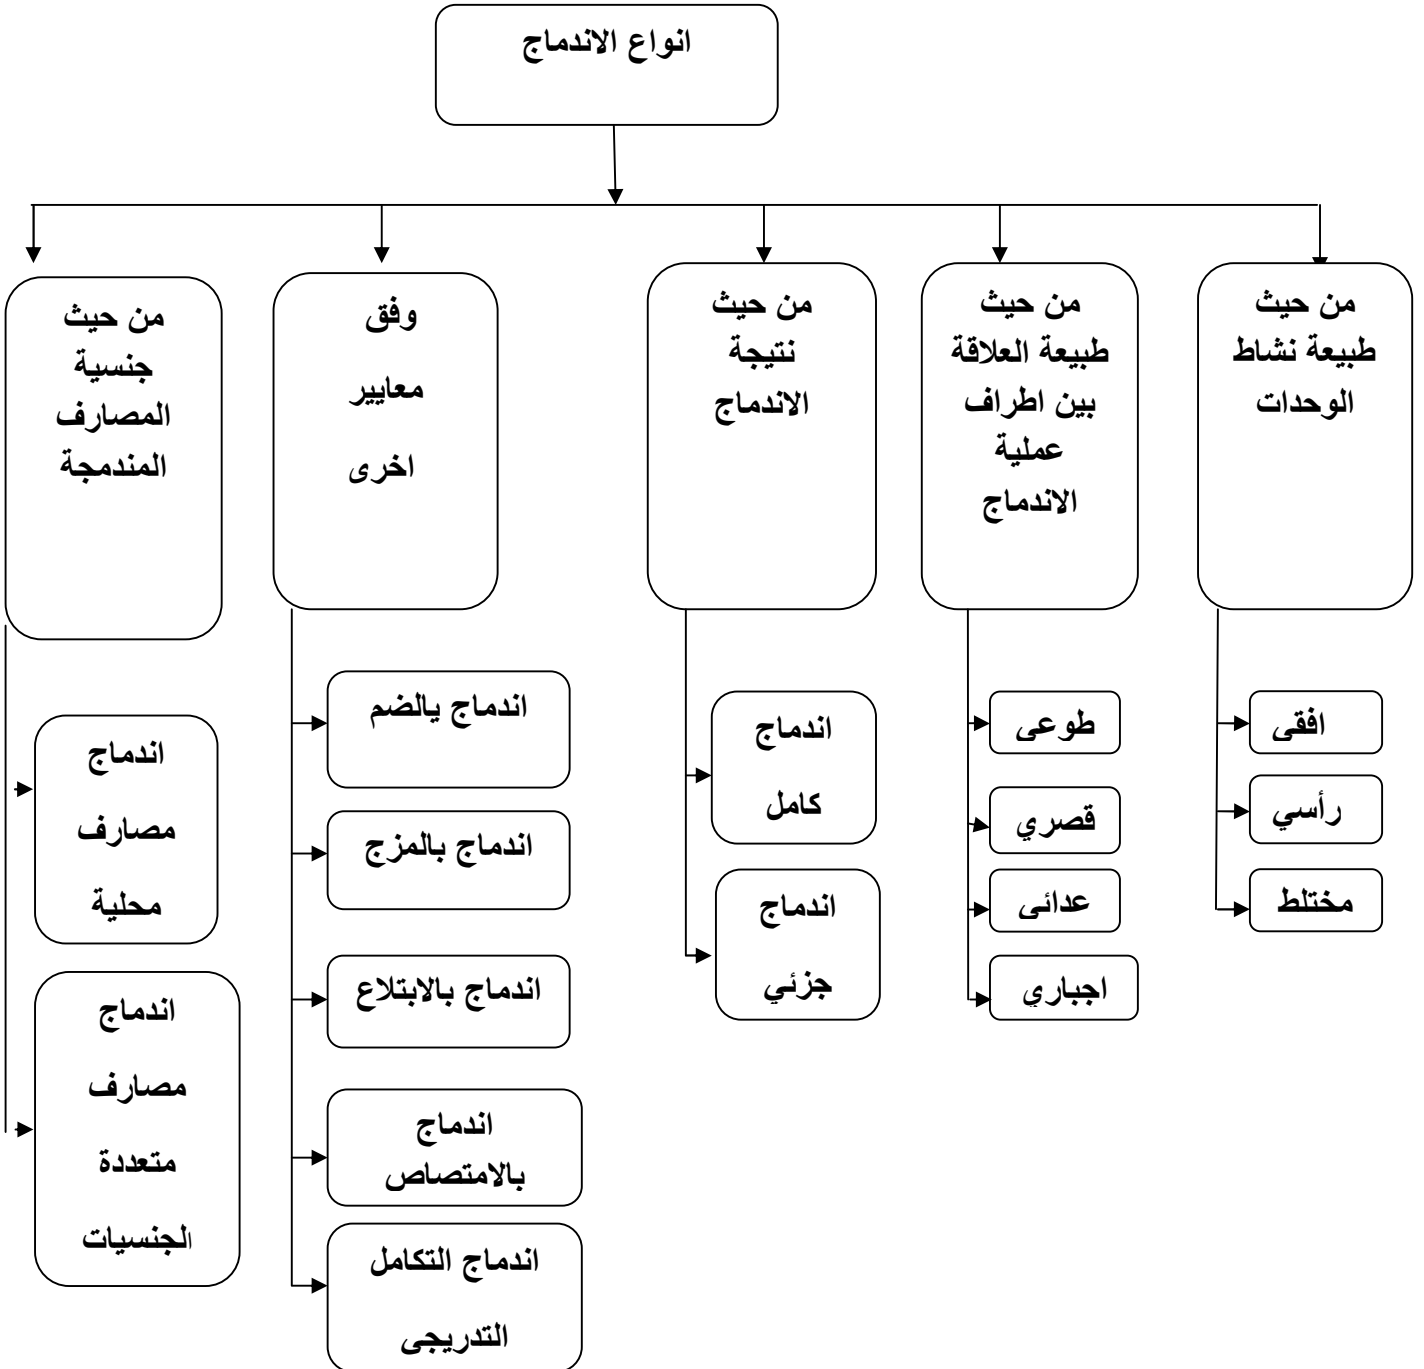 انواع الاندماج
من حيث
طبيعة نشاط
الوحدات
من حيث
طبيعة العلاقة
بين اطراف
عملية
الاندماج
من حيث
نتيجة
الاندماج
وفق
معايير
اخرى
من حيث
جنسية
المصارف
المندمجة
افقى
رأسي
مختلط
طوعى
قصري
عدائى
اجباري
اندماج
كامل
اندماج
جزئي
اندماج يالضم
اندماج بالمزج
اندماج بالابتلاع
اندماج
بالامتصاص
اندماج التكامل
التدريجى
اندماج
مصارف
محلية
اندماج
مصارف
متعددة
الجنسيات